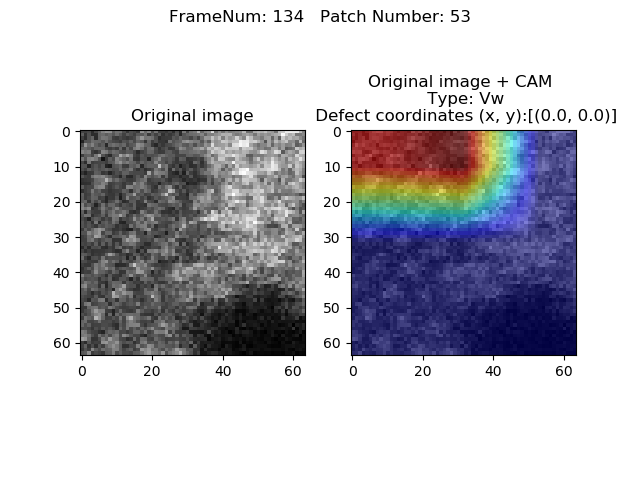 FrameNum: 134   Patch Number: 53
Original image
0
10
20
30
40
50
60
0 20 40 60
Original image + CAM
Type: Vw
Defect coordinates (x, y):[(0.0, 0.0)]
0
10
20
30
40
50
60
0 20 40 60